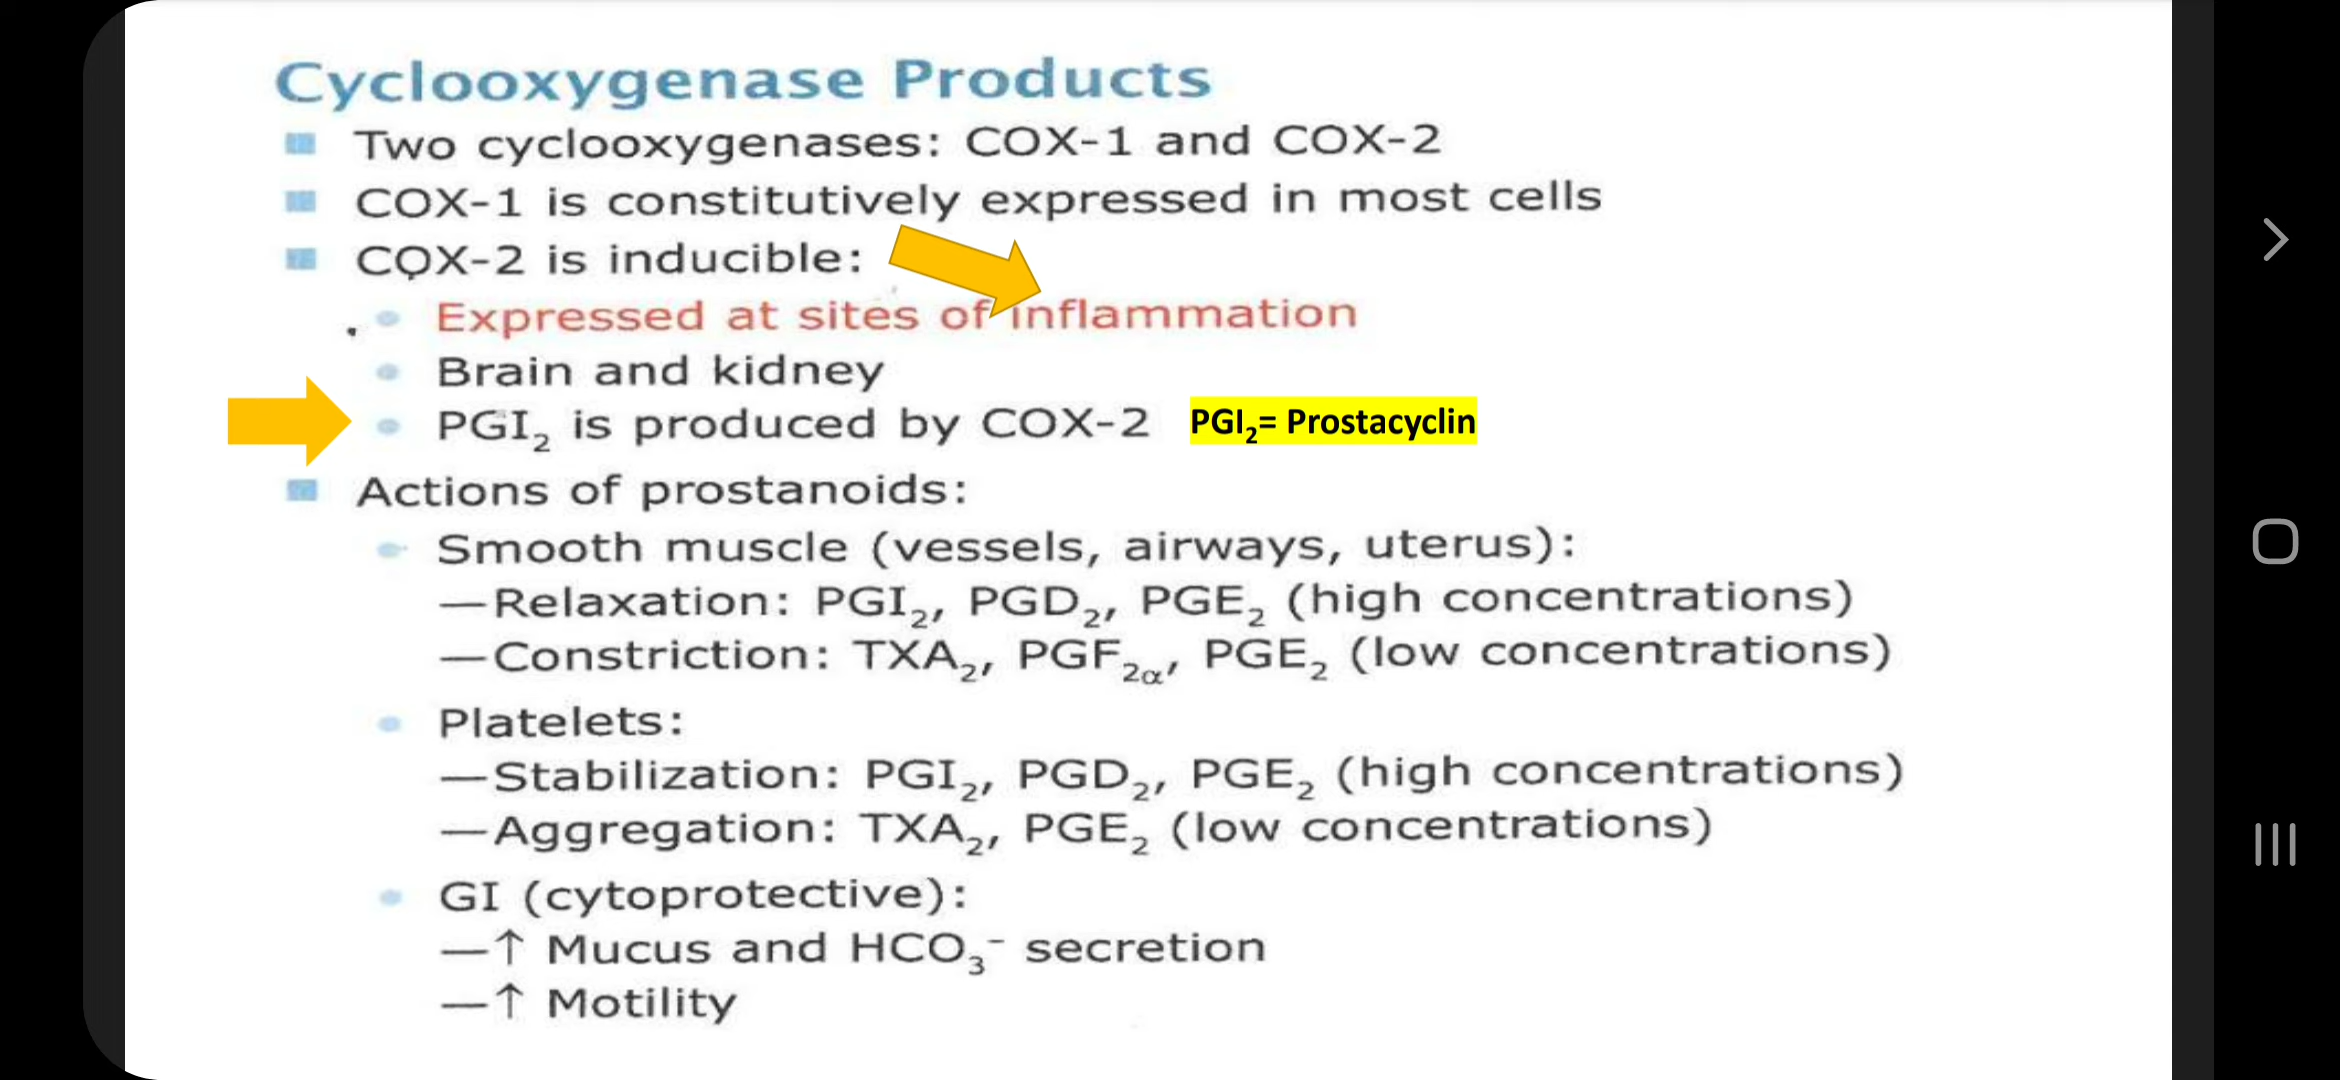 Cyclooxygenase Products
Two cyclooxygenases: COX-1 and COX-2
COX-1 is constitutively expressed in most cells
COX-2 is inducible:
Expressed at sites of inflammation
Brain and kidney
PGI₂ is produced by COX-2 PGI₂= Prostacyclin
Actions of prostanoids:
Smooth muscle (vessels, airways, uterus):
—Relaxation: PGI₂, PGD₂, PGE₂ (high concentrations)
—Constriction: TXA₂, PGF₂α, PGE₂ (low concentrations)
Platelets:
—Stabilization: PGI₂, PGD₂, PGE₂ (high concentrations)
—Aggregation: TXA₂, PGE₂ (low concentrations)
GI (cytoprotective):
—↑ Mucus and HCO₃⁻ secretion
—↑ Motility